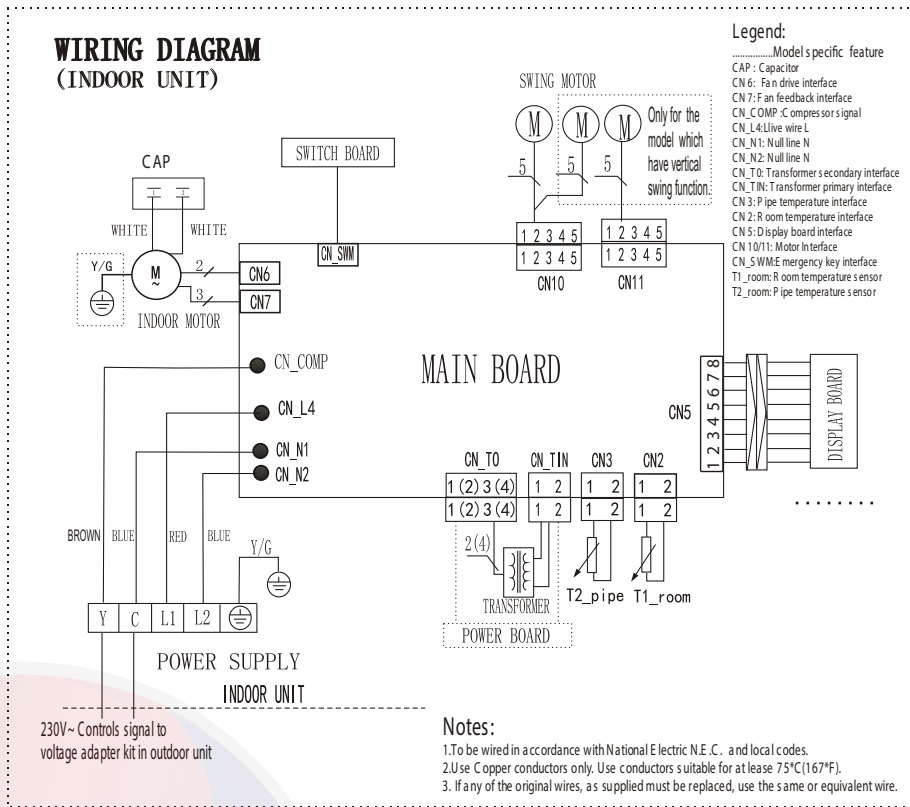 WIRING DIAGRAM
(INDOOR UNIT)
Legend:
................Model specific feature
CAP : Capacitor
CN 6: Fan drive interface
CN 7: Fan feedback interface
CN_COMP :Compressor signal
CN_L4:Llive wire L
CN_N1: Null line N
CN_N2: Null line N
CN_T0: Transformer secondary interface
CN_TIN: Transformer primary interface
CN 3: Pipe temperature interface
CN 2: Room temperature interface
CN 5: Display board interface
CN 10/11: Motor Interface
CN_SWM:Emergency key interface
T1_room: Room temperature sensor
T2_room: Pipe temperature sensor
SWING MOTOR
M
M
M
Only for the
model which
have vertical
swing function.
5
5
5
SWITCH BOARD
CAP
1 2
WHITE
WHITE
Y/G
M
~
2
3
INDOOR MOTOR
CN6
CN7
CN_SWM
1 2 3 4 5
1 2 3 4 5
CN10
1 2 3 4 5
1 2 3 4 5
CN11
MAIN BOARD
CN_COMP
CN_L4
CN_N1
CN_N2
CN5
1 2 3 4 5 6 7 8
DISPLAY BOARD
CN_T0
1 (2) 3 (4)
1 (2) 3 (4)
CN_TIN
1 2
1 2
CN3
1 2
1 2
CN2
1 2
1 2
2(4)
TRANSFORMER
POWER BOARD
T2_pipe
T1_room
BROWN
BLUE
RED
BLUE
Y/G
Y C L1 L2
POWER SUPPLY
INDOOR UNIT
230V~ Controls signal to
voltage adapter kit in outdoor unit
Notes:
1.To be wired in accordance with National Electric N.E.C. and local codes.
2.Use Copper conductors only. Use conductors suitable for at lease 75*C(167*F).
3. If any of the original wires, as supplied must be replaced, use the same or equivalent wire.